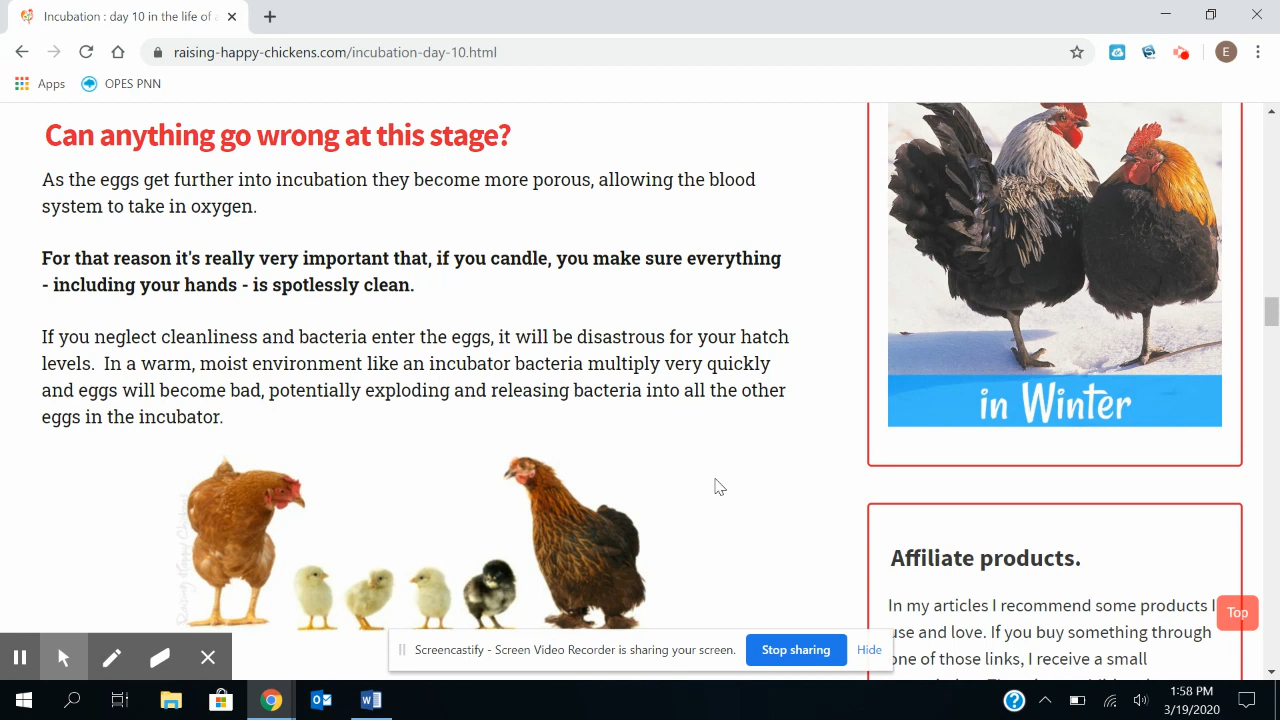 Incubation : day 10 in the life of a
raising-happy-chickens.com/incubation-day-10.html
E
Apps
OPES PNN
Can anything go wrong at this stage?
As the eggs get further into incubation they become more porous, allowing the blood
system to take in oxygen.
For that reason it's really very important that, if you candle, you make sure everything
- including your hands - is spotlessly clean.
If you neglect cleanliness and bacteria enter the eggs, it will be disastrous for your hatch
levels.  In a warm, moist environment like an incubator bacteria multiply very quickly
and eggs will become bad, potentially exploding and releasing bacteria into all the other
eggs in the incubator.
in Winter
Affiliate products.
In my articles I recommend some products I
use and love. If you buy something through
one of those links, I receive a small
Top
Screencastify - Screen Video Recorder is sharing your screen.
Stop sharing
Hide
1:58 PM
3/19/2020